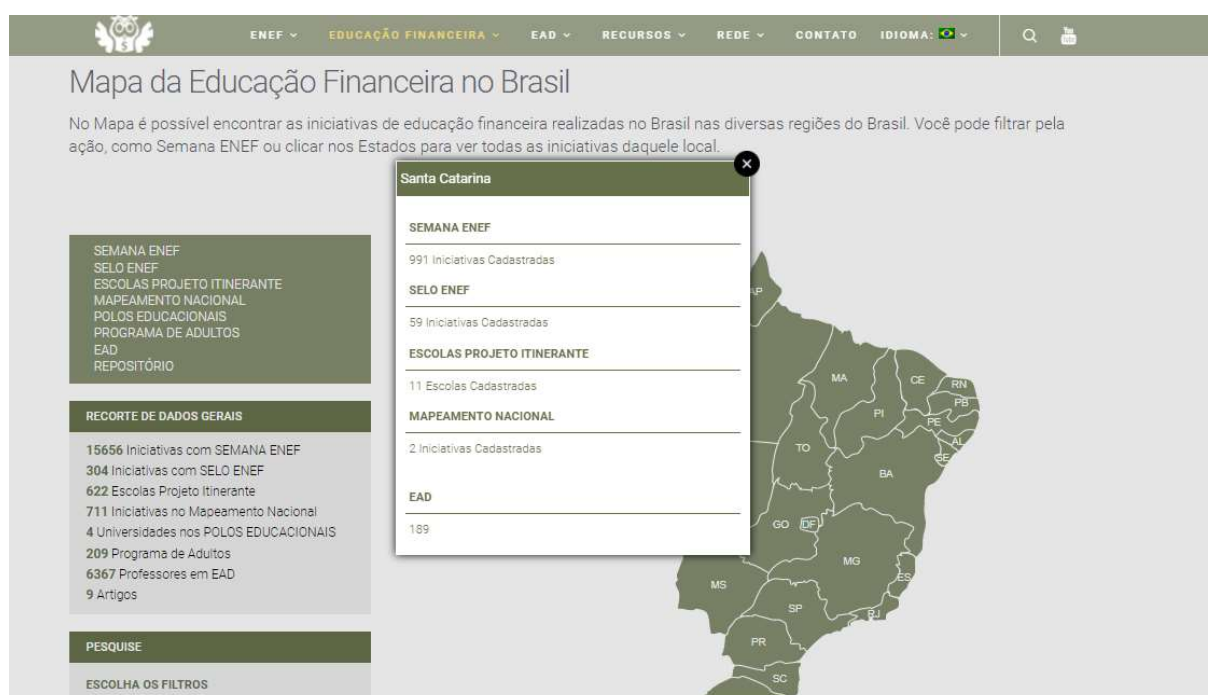 ENEF
EDUCAÇÃO FINANCEIRA
EAD
RECURSOS
REDE
CONTATO
IDIOMA:
Mapa da Educação Financeira no Brasil
No Mapa é possível encontrar as iniciativas de educação financeira realizadas no Brasil nas diversas regiões do Brasil. Você pode filtrar pela
ação, como Semana ENEF ou clicar nos Estados para ver todas as iniciativas daquele local.
SEMANA ENEF
SELO ENEF
ESCOLAS PROJETO ITINERANTE
MAPEAMENTO NACIONAL
POLOS EDUCACIONAIS
PROGRAMA DE ADULTOS
EAD
REPOSITÓRIO
RECORTE DE DADOS GERAIS
15656 Iniciativas com SEMANA ENEF
304 Iniciativas com SELO ENEF
622 Escolas Projeto Itinerante
711 Iniciativas no Mapeamento Nacional
4 Universidades nos POLOS EDUCACIONAIS
209 Programa de Adultos
6367 Professores em EAD
9 Artigos
PESQUISE
ESCOLHA OS FILTROS
Santa Catarina
SEMANA ENEF
991 Iniciativas Cadastradas
SELO ENEF
59 Iniciativas Cadastradas
ESCOLAS PROJETO ITINERANTE
11 Escolas Cadastradas
MAPEAMENTO NACIONAL
2 Iniciativas Cadastradas
EAD
189
AP
MA
CE
RN
PB
PI
PE
AL
SE
TO
BA
GO
DF
MG
ES
MS
SP
RJ
PR
SC